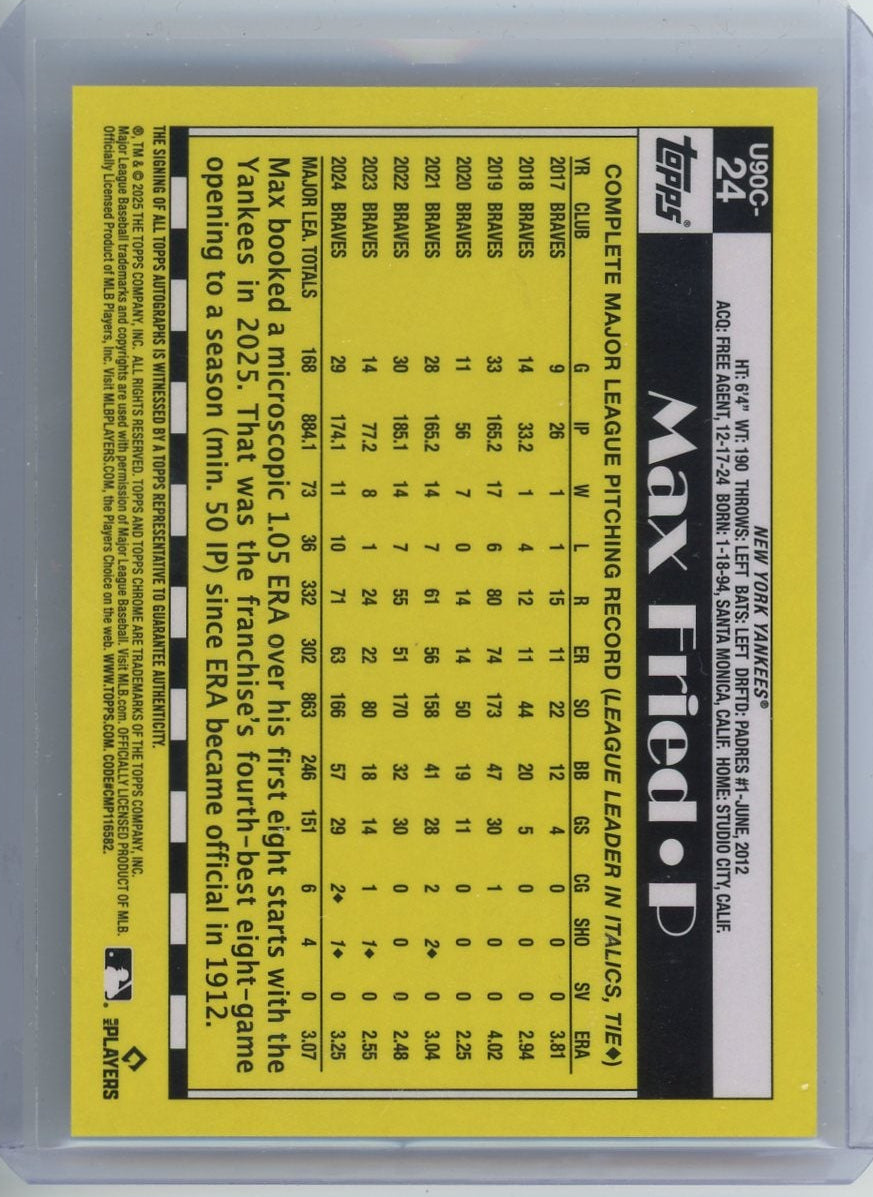 U90C-
24
topps®
NEW YORK YANKEES®
HT: 6'4" WT: 190 THROWS: LEFT BATS: LEFT DRFTD: PADRES #1-JUNE, 2012
ACQ: FREE AGENT, 12-17-24 BORN: 1-18-94, SANTA MONICA, CALIF. HOME: STUDIO CITY, CALIF.
Max Fried • P
COMPLETE MAJOR LEAGUE PITCHING RECORD (LEAGUE LEADER IN ITALICS, TIE♦)
YR CLUB G IP W L R ER SO BB GS CG SHO SV ERA
2017 BRAVES 9 26 1 1 15 11 22 12 4 0 0 0 3.81
2018 BRAVES 14 33.2 1 4 12 11 44 20 5 0 0 0 2.94
2019 BRAVES 33 165.2 17 6 80 74 173 47 30 1 0 0 4.02
2020 BRAVES 11 56 7 0 14 14 50 19 11 0 0 0 2.25
2021 BRAVES 28 165.2 14 7 61 56 158 41 28 2 2♦ 0 3.04
2022 BRAVES 30 185.1 14 7 55 51 170 32 30 0 0 0 2.48
2023 BRAVES 14 77.2 8 1 24 22 80 18 14 1 1♦ 0 2.55
2024 BRAVES 29 174.1 11 10 71 63 166 57 29 2♦ 1♦ 0 3.25
MAJOR LEA. TOTALS 168 884.1 73 36 332 302 863 246 151 6 4 0 3.07
Max booked a microscopic 1.05 ERA over his first eight starts with the
Yankees in 2025. That was the franchise's fourth-best eight-game
opening to a season (min. 50 IP) since ERA became official in 1912.
THE SIGNING OF ALL TOPPS AUTOGRAPHS IS WITNESSED BY A TOPPS REPRESENTATIVE TO GUARANTEE AUTHENTICITY.
®, TM & © 2025 THE TOPPS COMPANY, INC. ALL RIGHTS RESERVED. TOPPS AND TOPPS CHROME ARE TRADEMARKS OF THE TOPPS COMPANY, INC.
Major League Baseball trademarks and copyrights are used with permission of Major League Baseball. Visit MLB.com. OFFICIALLY LICENSED PRODUCT OF MLB.
Officially Licensed Product of MLB Players, Inc. Visit MLBPLAYERS.COM, the Players Choice on the web. WWW.TOPPS.COM. CODE#CMP116582.
MLB PLAYERS